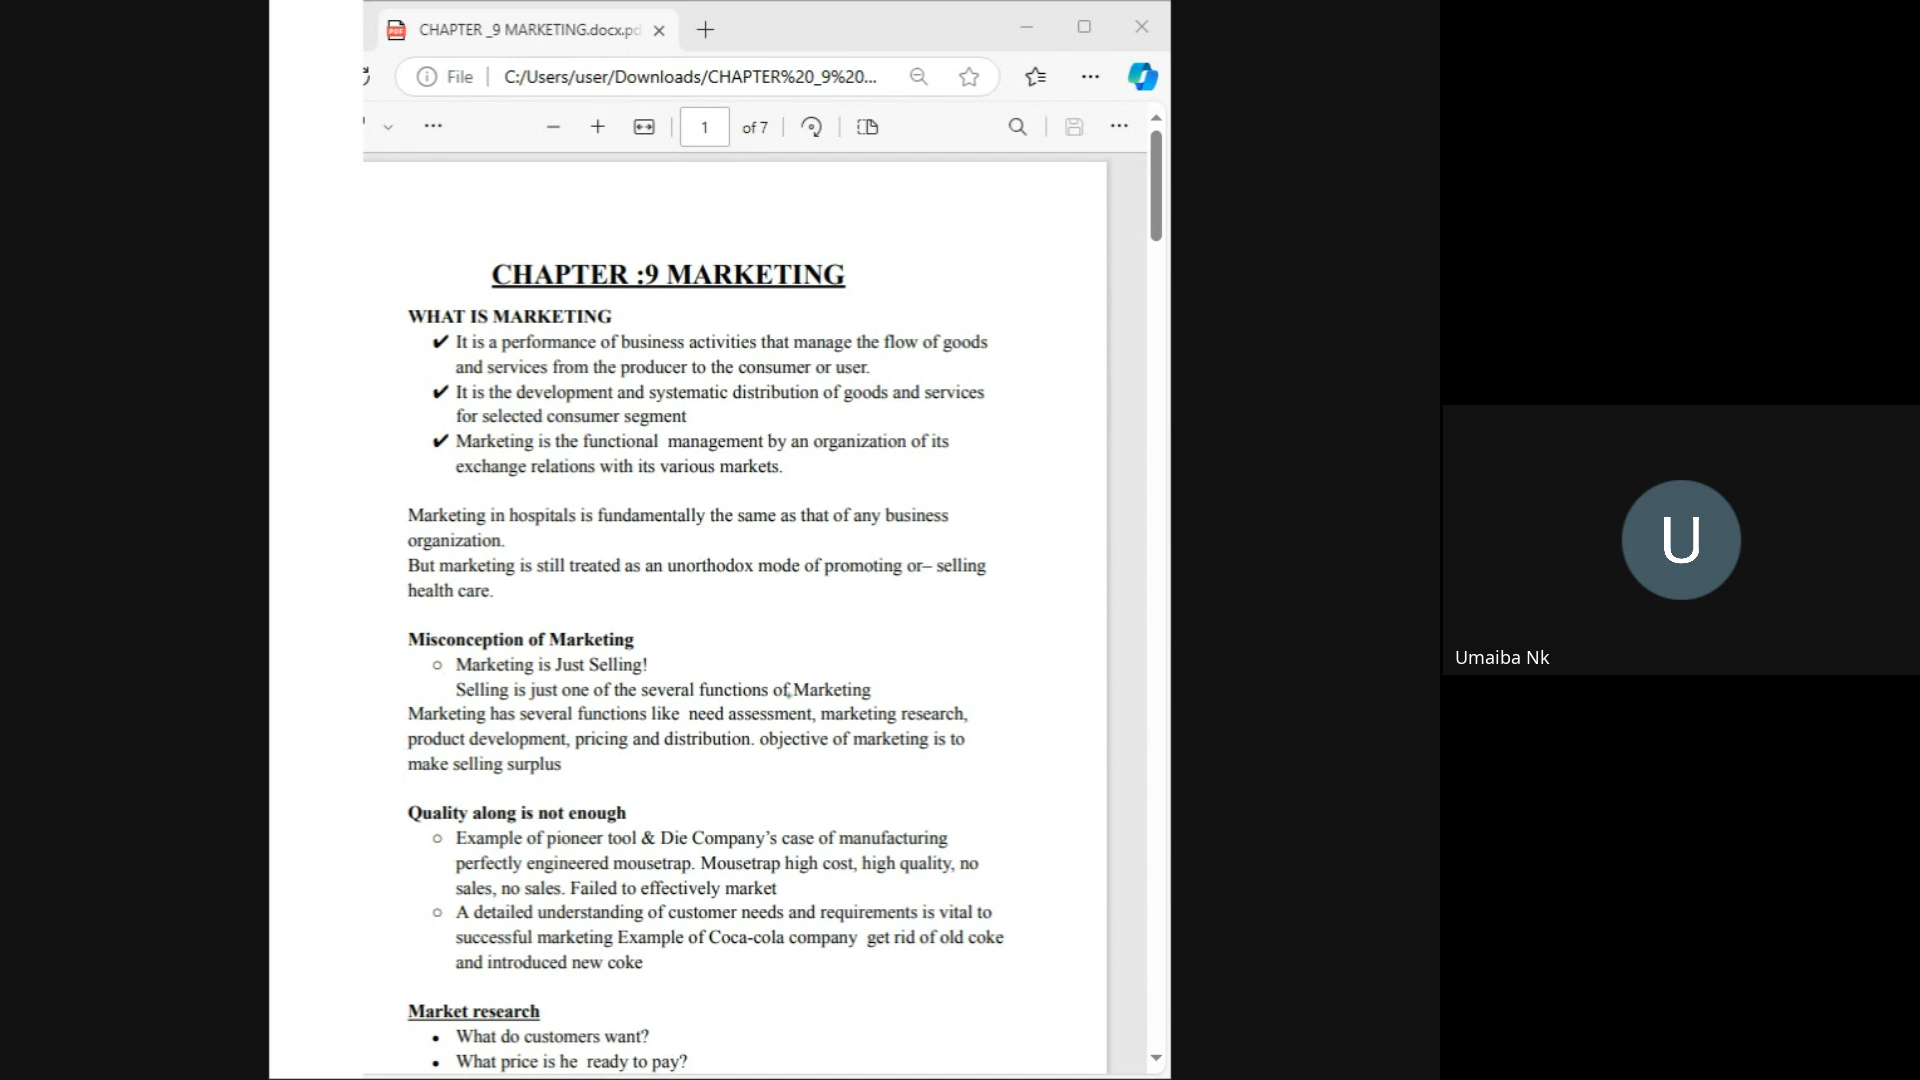 CHAPTER _9 MARKETING.docx.pd
File
C:/Users/user/Downloads/CHAPTER%20_9%20...
1 of 7
CHAPTER :9 MARKETING
WHAT IS MARKETING
✔ It is a performance of business activities that manage the flow of goods
and services from the producer to the consumer or user.
✔ It is the development and systematic distribution of goods and services
for selected consumer segment
✔ Marketing is the functional  management by an organization of its
exchange relations with its various markets.
Marketing in hospitals is fundamentally the same as that of any business
organization.
But marketing is still treated as an unorthodox mode of promoting or– selling
health care.
Misconception of Marketing
○ Marketing is Just Selling!
Selling is just one of the several functions of Marketing
Marketing has several functions like  need assessment, marketing research,
product development, pricing and distribution. objective of marketing is to
make selling surplus
Quality along is not enough
○ Example of pioneer tool & Die Company’s case of manufacturing
perfectly engineered mousetrap. Mousetrap high cost, high quality, no
sales, no sales. Failed to effectively market
○ A detailed understanding of customer needs and requirements is vital to
successful marketing Example of Coca-cola company  get rid of old coke
and introduced new coke
Market research
• What do customers want?
• What price is he  ready to pay?
U
Umaiba Nk